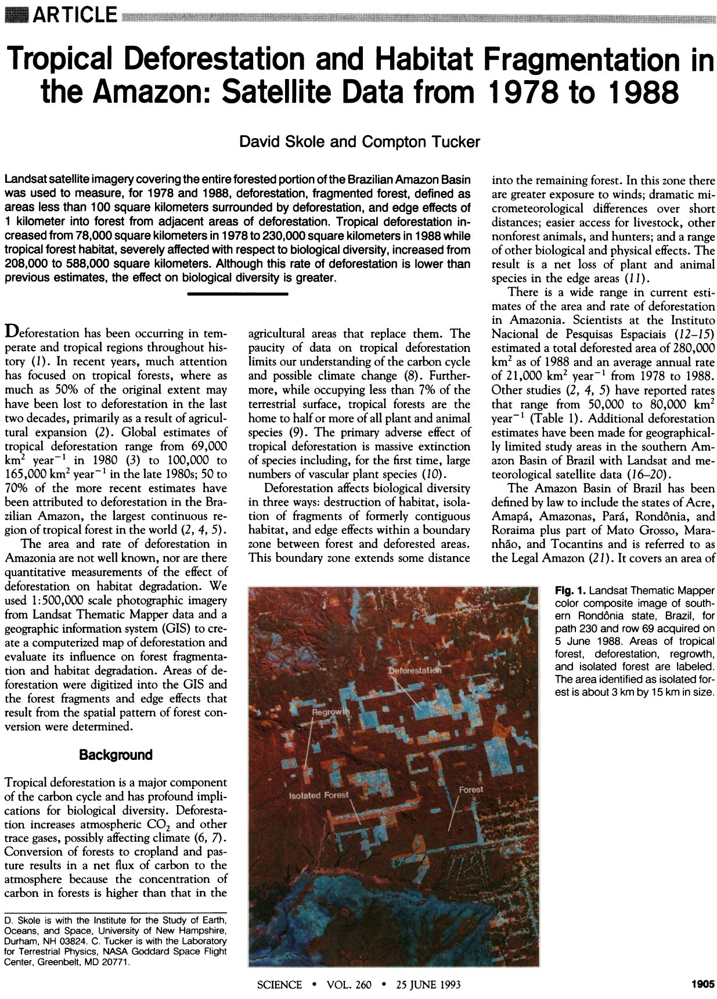 ARTICLE
Tropical Deforestation and Habitat Fragmentation in
the Amazon: Satellite Data from 1978 to 1988
David Skole and Compton Tucker
Landsat satellite imagery covering the entire forested portion of the Brazilian Amazon Basin
was used to measure, for 1978 and 1988, deforestation, fragmented forest, defined as
areas less than 100 square kilometers surrounded by deforestation, and edge effects of
1 kilometer into forest from adjacent areas of deforestation. Tropical deforestation in-
creased from 78,000 square kilometers in 1978 to 230,000 square kilometers in 1988 while
tropical forest habitat, severely affected with respect to biological diversity, increased from
208,000 to 588,000 square kilometers. Although this rate of deforestation is lower than
previous estimates, the effect on biological diversity is greater.
Deforestation has been occurring in tem-
perate and tropical regions throughout his-
tory (1). In recent years, much attention
has focused on tropical forests, where as
much as 50% of the original extent may
have been lost to deforestation in the last
two decades, primarily as a result of agricul-
tural expansion (2). Global estimates of
tropical deforestation range from 69,000
km² year⁻¹ in 1980 (3) to 100,000 to
165,000 km² year⁻¹ in the late 1980s; 50 to
70% of the more recent estimates have
been attributed to deforestation in the Bra-
zilian Amazon, the largest continuous re-
gion of tropical forest in the world (2, 4, 5).
The area and rate of deforestation in
Amazonia are not well known, nor are there
quantitative measurements of the effect of
deforestation on habitat degradation. We
used 1:500,000 scale photographic imagery
from Landsat Thematic Mapper data and a
geographic information system (GIS) to cre-
ate a computerized map of deforestation and
evaluate its influence on forest fragmenta-
tion and habitat degradation. Areas of de-
forestation were digitized into the GIS and
the forest fragments and edge effects that
result from the spatial pattern of forest con-
version were determined.
Background
Tropical deforestation is a major component
of the carbon cycle and has profound impli-
cations for biological diversity. Deforesta-
tion increases atmospheric CO₂ and other
trace gases, possibly affecting climate (6, 7).
Conversion of forests to cropland and pas-
ture results in a net flux of carbon to the
atmosphere because the concentration of
carbon in forests is higher than that in the
D. Skole is with the Institute for the Study of Earth,
Oceans, and Space, University of New Hampshire,
Durham, NH 03824. C. Tucker is with the Laboratory
for Terrestrial Physics, NASA Goddard Space Flight
Center, Greenbelt, MD 20771.
agricultural areas that replace them. The
paucity of data on tropical deforestation
limits our understanding of the carbon cycle
and possible climate change (8). Further-
more, while occupying less than 7% of the
terrestrial surface, tropical forests are the
home to half or more of all plant and animal
species (9). The primary adverse effect of
tropical deforestation is massive extinction
of species including, for the first time, large
numbers of vascular plant species (10).
Deforestation affects biological diversity
in three ways: destruction of habitat, isola-
tion of fragments of formerly contiguous
habitat, and edge effects within a boundary
zone between forest and deforested areas.
This boundary zone extends some distance
into the remaining forest. In this zone there
are greater exposure to winds; dramatic mi-
crometeorological differences over short
distances; easier access for livestock, other
nonforest animals, and hunters; and a range
of other biological and physical effects. The
result is a net loss of plant and animal
species in the edge areas (11).
There is a wide range in current esti-
mates of the area and rate of deforestation
in Amazonia. Scientists at the Instituto
Nacional de Pesquisas Espaciais (12–15)
estimated a total deforested area of 280,000
km² as of 1988 and an average annual rate
of 21,000 km² year⁻¹ from 1978 to 1988.
Other studies (2, 4, 5) have reported rates
that range from 50,000 to 80,000 km²
year⁻¹ (Table 1). Additional deforestation
estimates have been made for geographical-
ly limited study areas in the southern Am-
azon Basin of Brazil with Landsat and me-
teorological satellite data (16–20).
The Amazon Basin of Brazil has been
defined by law to include the states of Acre,
Amapá, Amazonas, Pará, Rondônia, and
Roraima plus part of Mato Grosso, Mara-
nhão, and Tocantins and is referred to as
the Legal Amazon (21). It covers an area of
Deforestation
Regrowth
Isolated Forest
Forest
Fig. 1. Landsat Thematic Mapper
color composite image of south-
ern Rondônia state, Brazil, for
path 230 and row 69 acquired on
5 June 1988. Areas of tropical
forest, deforestation, regrowth,
and isolated forest are labeled.
The area identified as isolated for-
est is about 3 km by 15 km in size.
SCIENCE • VOL. 260 • 25 JUNE 1993
1905